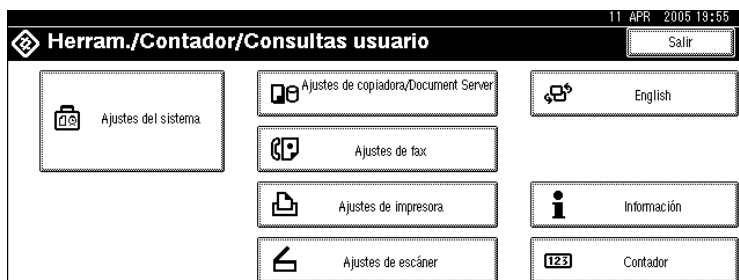 11 APR 2005 19:55
Herram./Contador/Consultas usuario
Salir
Ajustes del sistema
Ajustes de copiadora/Document Server
English
Ajustes de fax
Ajustes de impresora
Información
Ajustes de escáner
123
Contador